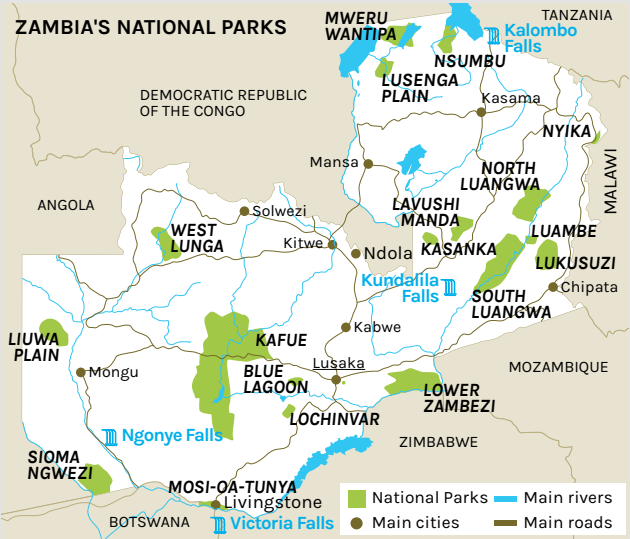 ZAMBIA'S NATIONAL PARKS
TANZANIA
MWERU
WANTIPA
Kalombo
Falls
NSUMBU
LUSENGA
PLAIN
DEMOCRATIC REPUBLIC
OF THE CONGO
Kasama
NYIKA
Mansa
NORTH
LUANGWA
MALAWI
ANGOLA
Solwezi
LAVUSHI
MANDA
WEST
LUNGA
LUAMBE
Kitwe
Ndola
KASANKA
LUKUSUZI
Kundalila
Falls
SOUTH
LUANGWA
Chipata
Kabwe
LIUWA
PLAIN
KAFUE
Lusaka
MOZAMBIQUE
Mongu
BLUE
LAGOON
LOWER
ZAMBEZI
LOCHINVAR
Ngonye Falls
ZIMBABWE
SIOMA
NGWEZI
MOSI-OA-TUNYA
Livingstone
BOTSWANA
Victoria Falls
National Parks
Main rivers
Main cities
Main roads